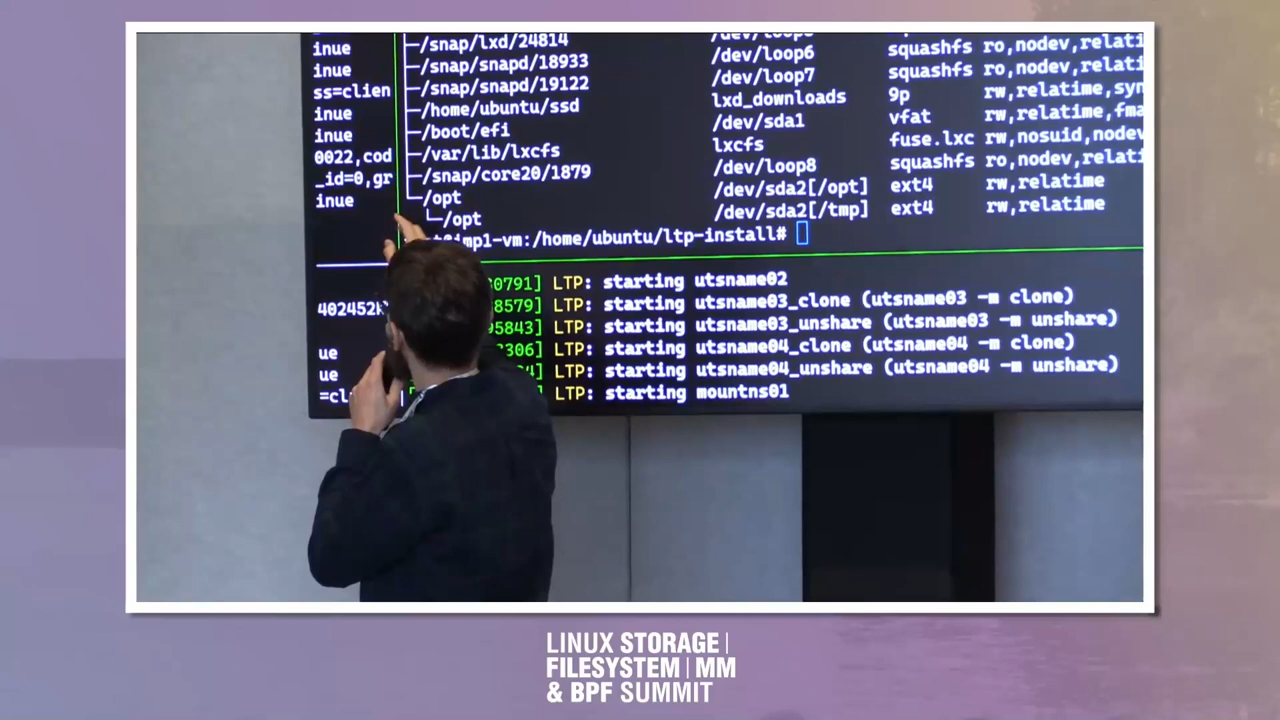 inue
inue
ss=clien
inue
inue
0022,cod
_id=0,gr
inue
402452k
ue
ue
├─/snap/lxd/24814 /dev/loop6 squashfs ro,nodev,relati
├─/snap/snapd/18933 /dev/loop7 squashfs ro,nodev,relati
├─/snap/snapd/19122 lxd_downloads 9p rw,relatime,syn
├─/home/ubuntu/ssd /dev/sda1 vfat rw,relatime,fma
├─/boot/efi lxcfs fuse.lxc rw,nosuid,nodev
├─/var/lib/lxcfs /dev/loop8 squashfs ro,nodev,relati
├─/snap/core20/1879 /dev/sda2[/opt] ext4 rw,relatime
└─/opt /dev/sda2[/tmp] ext4 rw,relatime
└─/opt
imp1-vm:/home/ubuntu/ltp-install#
0791] LTP: starting utsname02
8579] LTP: starting utsname03_clone (utsname03 -m clone)
95843] LTP: starting utsname03_unshare (utsname03 -m unshare)
3306] LTP: starting utsname04_clone (utsname04 -m clone)
4] LTP: starting utsname04_unshare (utsname04 -m unshare)
LTP: starting mountns01
LINUX STORAGE |
FILESYSTEM | MM
& BPF SUMMIT